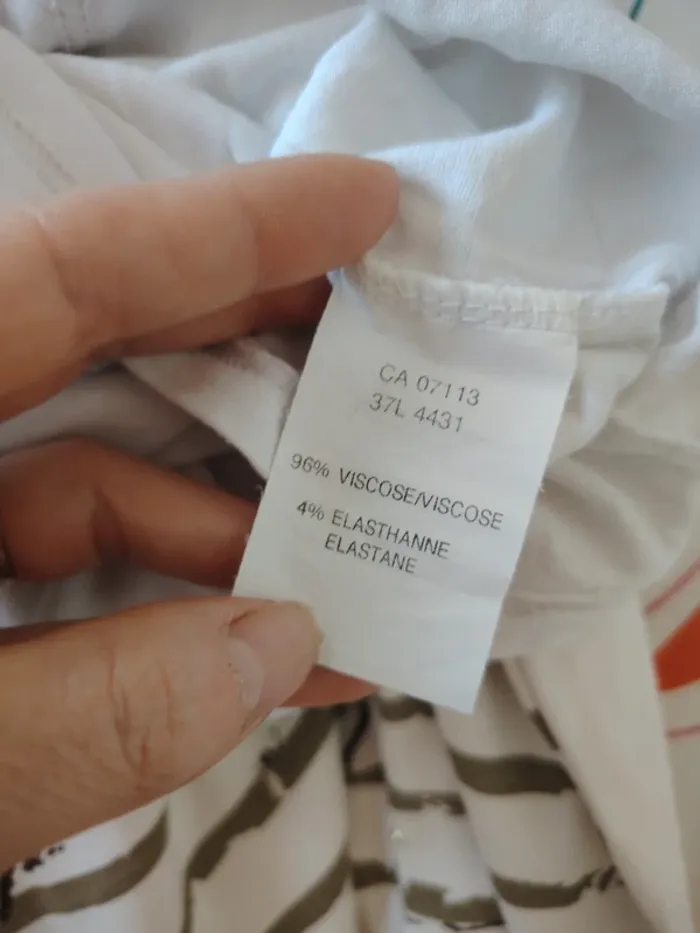 CA 07113
37L 4431
96% VISCOSE/VISCOSE
4% ELASTHANNE
ELASTANE